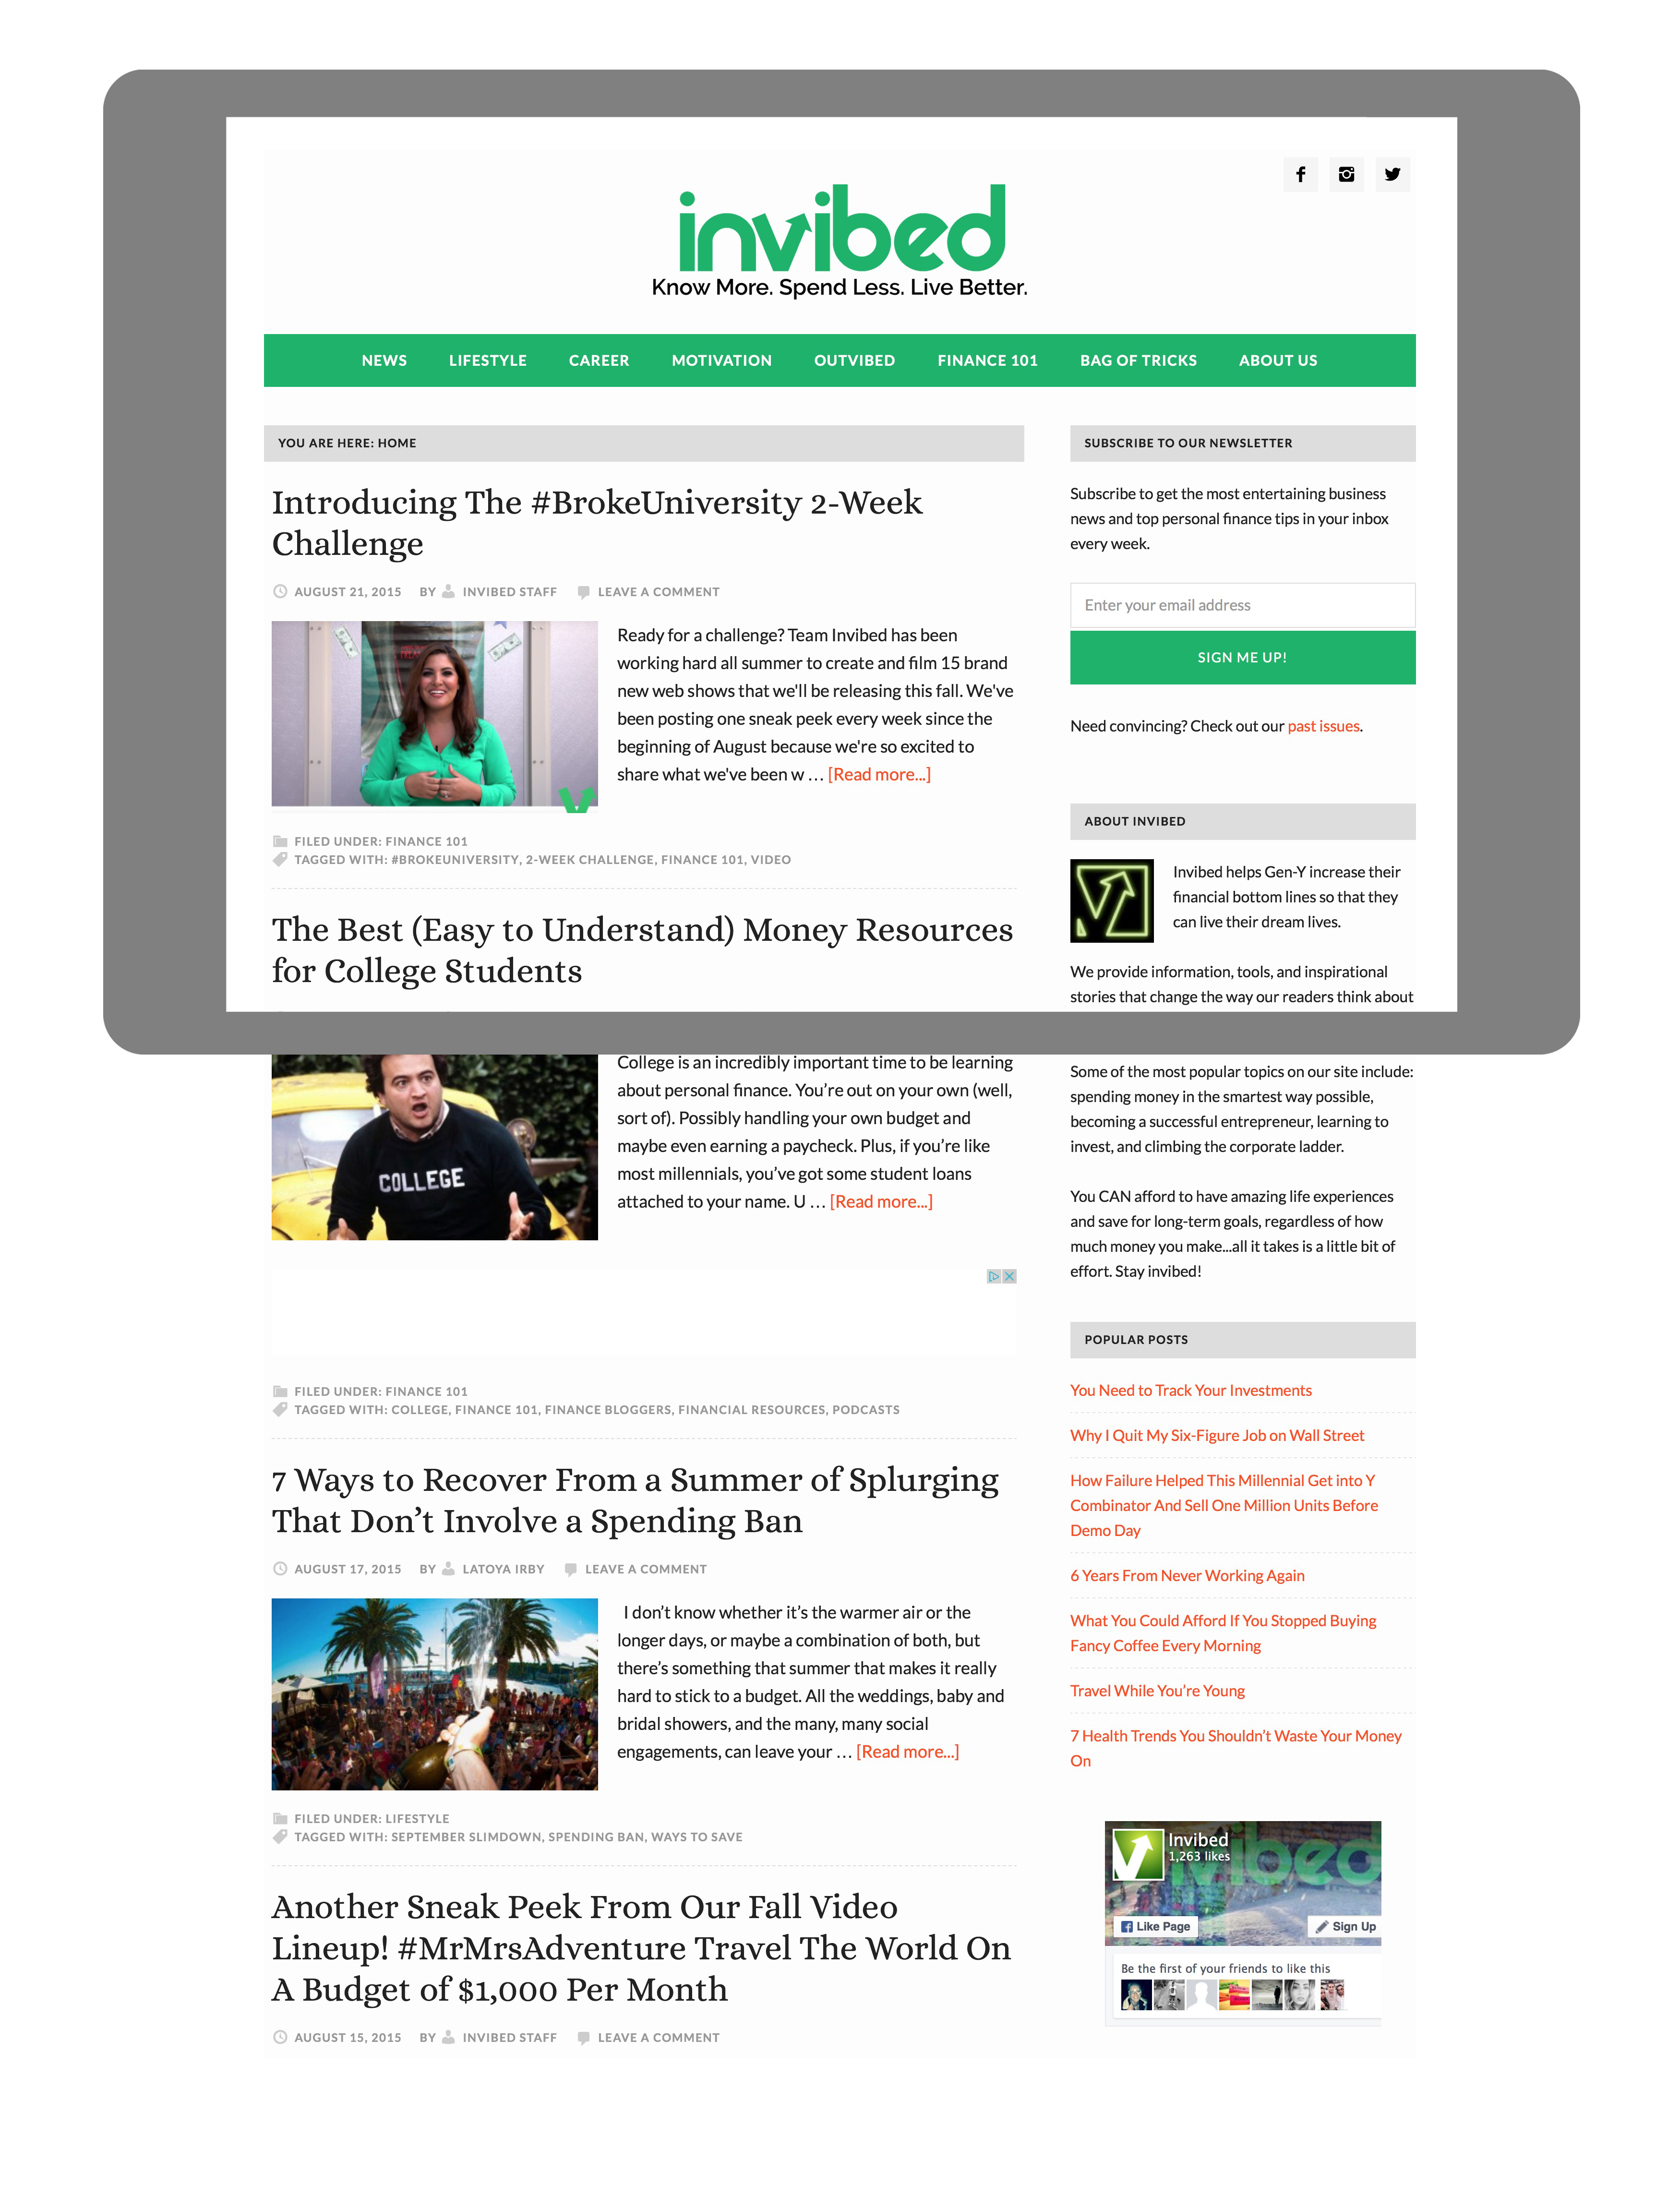 invibed
Know More. Spend Less. Live Better.
NEWS LIFESTYLE CAREER MOTIVATION OUTVIBED FINANCE 101 BAG OF TRICKS ABOUT US
YOU ARE HERE: HOME
Introducing The #BrokeUniversity 2-Week
Challenge
AUGUST 21, 2015 BY INVIBED STAFF LEAVE A COMMENT
Ready for a challenge? Team Invibed has been
working hard all summer to create and film 15 brand
new web shows that we'll be releasing this fall. We've
been posting one sneak peek every week since the
beginning of August because we're so excited to
share what we've been w … [Read more...]
FILED UNDER: FINANCE 101
TAGGED WITH: #BROKEUNIVERSITY, 2-WEEK CHALLENGE, FINANCE 101, VIDEO
The Best (Easy to Understand) Money Resources
for College Students
College is an incredibly important time to be learning
about personal finance. You’re out on your own (well,
sort of). Possibly handling your own budget and
maybe even earning a paycheck. Plus, if you’re like
most millennials, you’ve got some student loans
attached to your name. U … [Read more...]
COLLEGE
FILED UNDER: FINANCE 101
TAGGED WITH: COLLEGE, FINANCE 101, FINANCE BLOGGERS, FINANCIAL RESOURCES, PODCASTS
7 Ways to Recover From a Summer of Splurging
That Don’t Involve a Spending Ban
AUGUST 17, 2015 BY LATOYA IRBY LEAVE A COMMENT
I don’t know whether it’s the warmer air or the
longer days, or maybe a combination of both, but
there’s something that summer that makes it really
hard to stick to a budget. All the weddings, baby and
bridal showers, and the many, many social
engagements, can leave your … [Read more...]
FILED UNDER: LIFESTYLE
TAGGED WITH: SEPTEMBER SLIMDOWN, SPENDING BAN, WAYS TO SAVE
Another Sneak Peek From Our Fall Video
Lineup! #MrMrsAdventure Travel The World On
A Budget of $1,000 Per Month
AUGUST 15, 2015 BY INVIBED STAFF LEAVE A COMMENT
SUBSCRIBE TO OUR NEWSLETTER
Subscribe to get the most entertaining business
news and top personal finance tips in your inbox
every week.
Enter your email address
SIGN ME UP!
Need convincing? Check out our past issues.
ABOUT INVIBED
Invibed helps Gen-Y increase their
financial bottom lines so that they
can live their dream lives.
We provide information, tools, and inspirational
stories that change the way our readers think about
Some of the most popular topics on our site include:
spending money in the smartest way possible,
becoming a successful entrepreneur, learning to
invest, and climbing the corporate ladder.
You CAN afford to have amazing life experiences
and save for long-term goals, regardless of how
much money you make...all it takes is a little bit of
effort. Stay invibed!
POPULAR POSTS
You Need to Track Your Investments
Why I Quit My Six-Figure Job on Wall Street
How Failure Helped This Millennial Get into Y
Combinator And Sell One Million Units Before
Demo Day
6 Years From Never Working Again
What You Could Afford If You Stopped Buying
Fancy Coffee Every Morning
Travel While You’re Young
7 Health Trends You Shouldn’t Waste Your Money
On
Invibed
1,263 likes
Like Page Sign Up
Be the first of your friends to like this